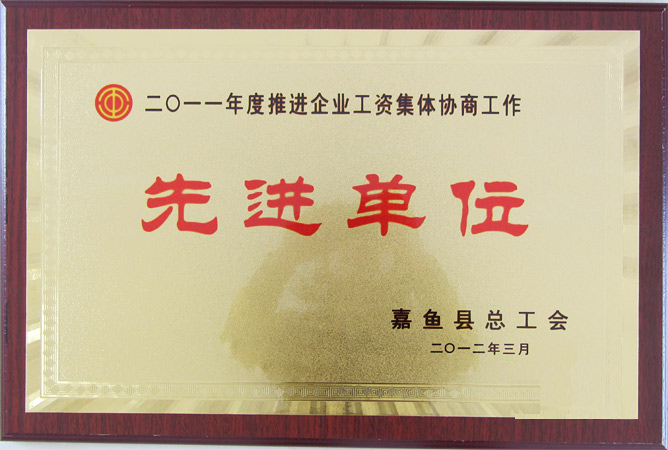 二〇一一年度推进企业工资集体协商工作
先进单位
嘉鱼县总工会
二〇一二年三月